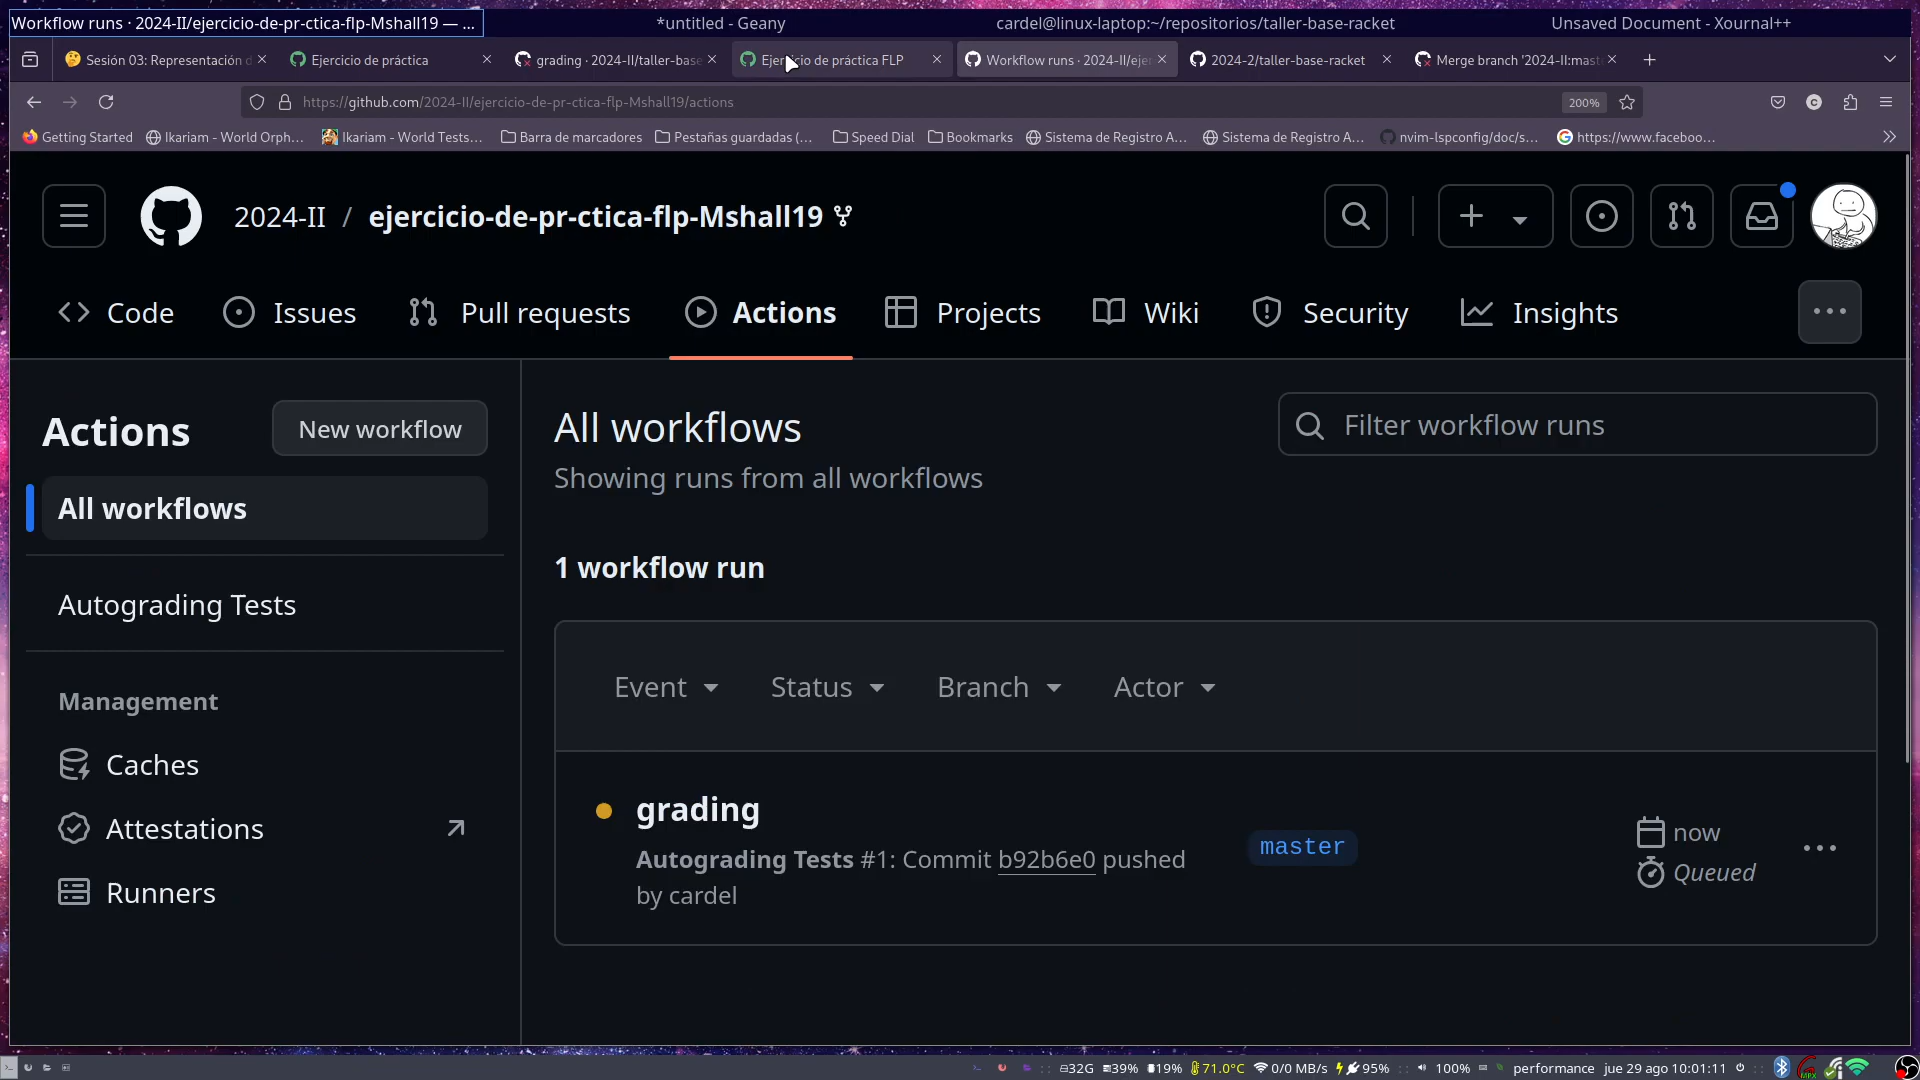 Workflow runs · 2024-II/ejercicio-de-pr-ctica-flp-Mshall19 — ...
*untitled - Geany
cardel@linux-laptop:~/repositorios/taller-base-racket
Unsaved Document - Xournal++
Sesión 03: Representación d
Ejercicio de práctica
grading · 2024-II/taller-base
Ejercicio de práctica FLP
Workflow runs · 2024-II/ejer
2024-2/taller-base-racket
Merge branch '2024-II:mast
https://github.com/2024-II/ejercicio-de-pr-ctica-flp-Mshall19/actions
200%
Getting Started
Ikariam - World Orph...
Ikariam - World Tests...
Barra de marcadores
Pestañas guardadas (...
Speed Dial
Bookmarks
Sistema de Registro A...
Sistema de Registro A...
nvim-lspconfig/doc/s...
https://www.faceboo...
2024-II / ejercicio-de-pr-ctica-flp-Mshall19
Code
Issues
Pull requests
Actions
Projects
Wiki
Security
Insights
Actions
New workflow
All workflows
Autograding Tests
Management
Caches
Attestations
Runners
All workflows
Showing runs from all workflows
Filter workflow runs
1 workflow run
Event
Status
Branch
Actor
grading
Autograding Tests #1: Commit b92b6e0 pushed
by cardel
master
now
Queued
32G 39% 19% 71.0°C 0/0 MB/s 95% 100% performance jue 29 ago 10:01:11